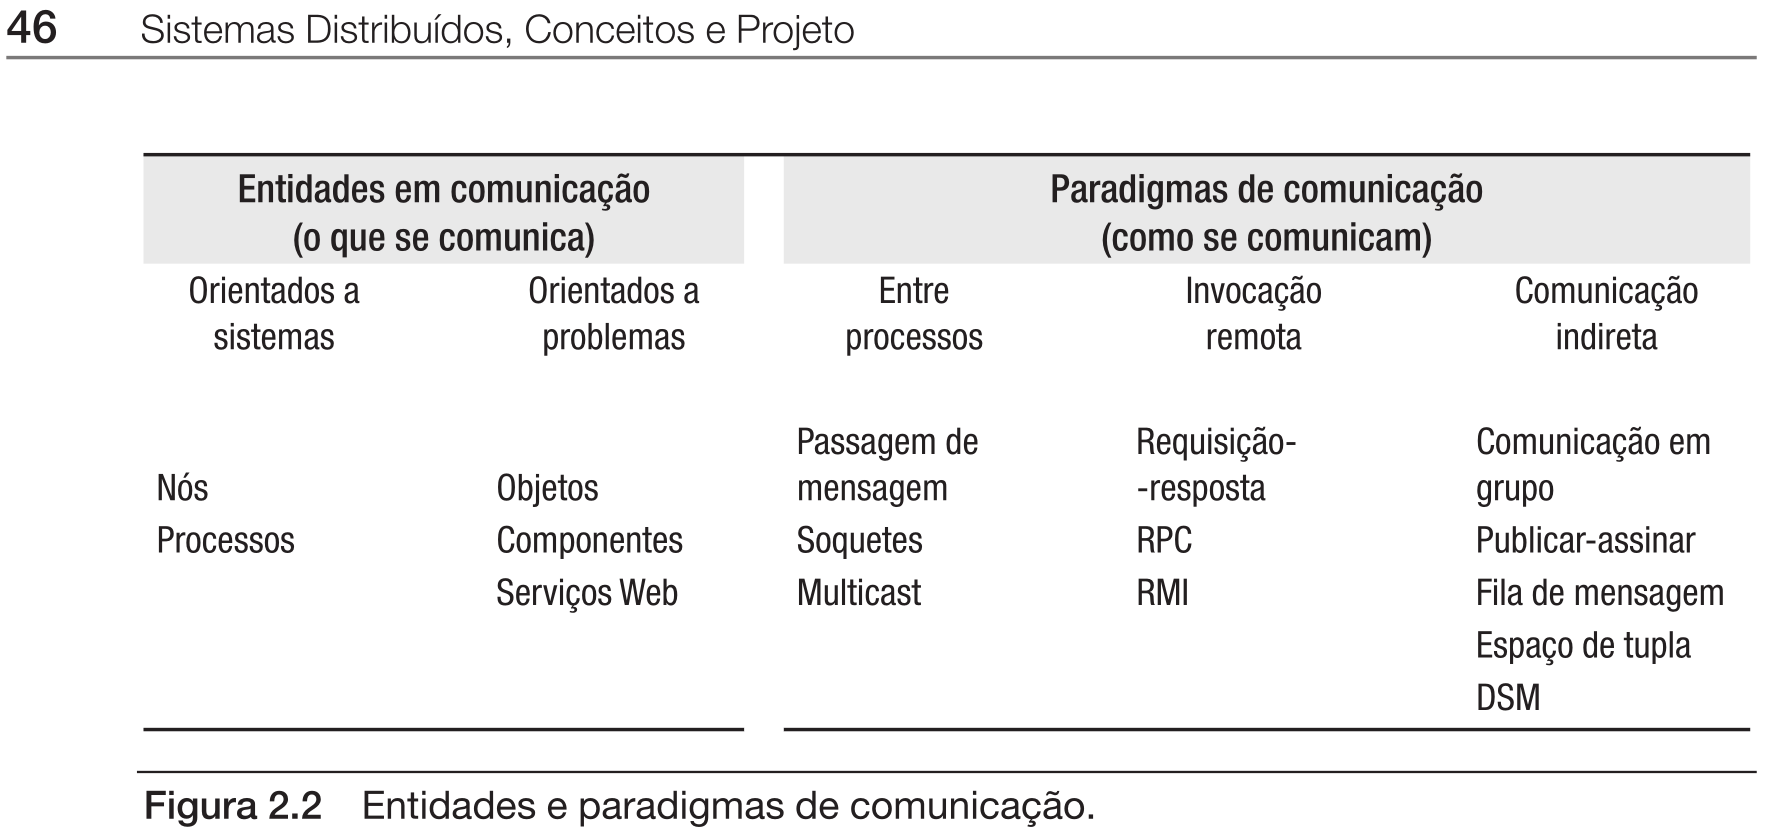 46 Sistemas Distribuídos, Conceitos e Projeto
Entidades em comunicação
(o que se comunica)
Paradigmas de comunicação
(como se comunicam)
Orientados a
sistemas
Orientados a
problemas
Entre
processos
Invocação
remota
Comunicação
indireta
Nós
Processos
Objetos
Componentes
Serviços Web
Passagem de
mensagem
Soquetes
Multicast
Requisição-
-resposta
RPC
RMI
Comunicação em
grupo
Publicar-assinar
Fila de mensagem
Espaço de tupla
DSM
Figura 2.2 Entidades e paradigmas de comunicação.